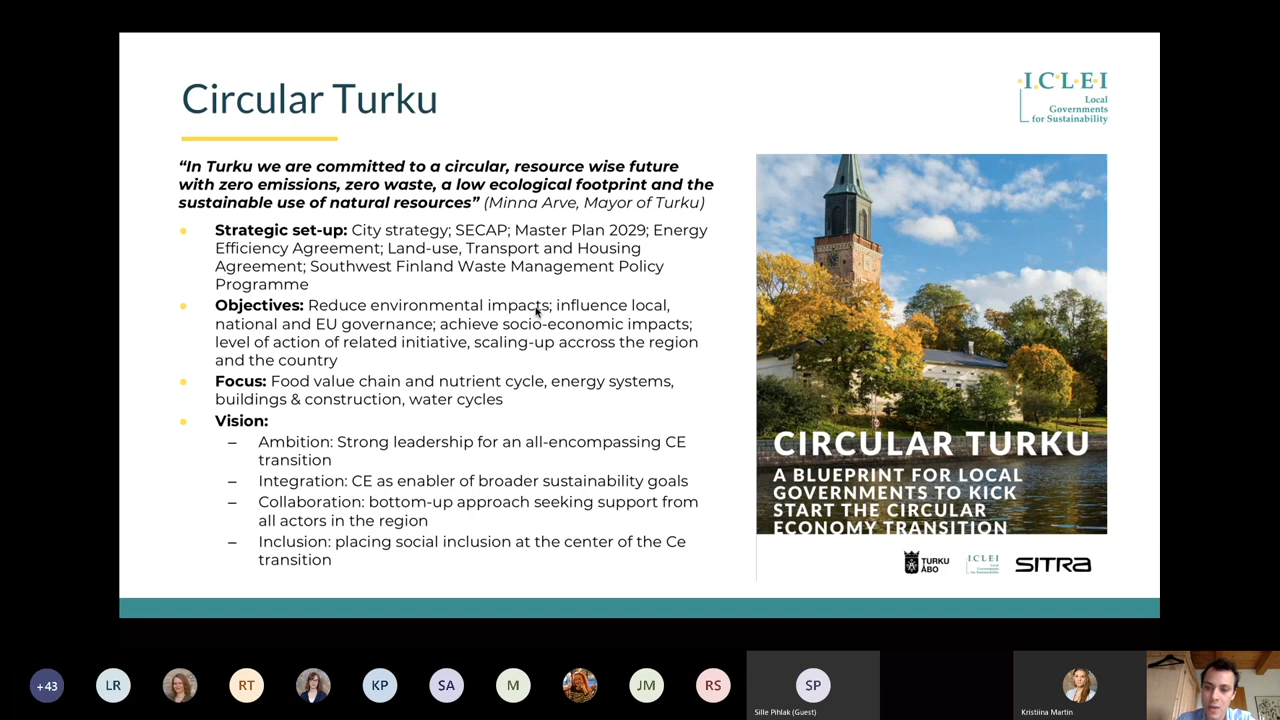 Circular Turku
I.C.L.E.I
Local
Governments
for Sustainability
“In Turku we are committed to a circular, resource wise future
with zero emissions, zero waste, a low ecological footprint and the
sustainable use of natural resources” (Minna Arve, Mayor of Turku)
● Strategic set-up: City strategy; SECAP; Master Plan 2029; Energy
Efficiency Agreement; Land-use, Transport and Housing
Agreement; Southwest Finland Waste Management Policy
Programme
● Objectives: Reduce environmental impacts; influence local,
national and EU governance; achieve socio-economic impacts;
level of action of related initiative, scaling-up accross the region
and the country
● Focus: Food value chain and nutrient cycle, energy systems,
buildings & construction, water cycles
● Vision:
– Ambition: Strong leadership for an all-encompassing CE
transition
– Integration: CE as enabler of broader sustainability goals
– Collaboration: bottom-up approach seeking support from
all actors in the region
– Inclusion: placing social inclusion at the center of the Ce
transition
CIRCULAR TURKU
A BLUEPRINT FOR LOCAL
GOVERNMENTS TO KICK
START THE CIRCULAR
ECONOMY TRANSITION
TURKU
ÅBO
I.C.L.E.I
Local
Governments
for Sustainability
SITRA
+43
LR
RT
KP
SA
M
JM
RS
SP
Sille Pihlak (Guest)
Kristiina Martin